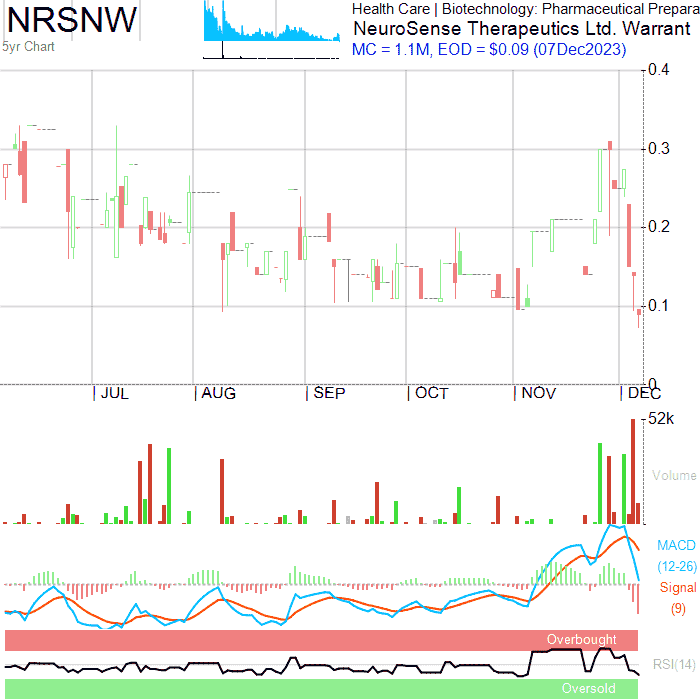 NRSNW
5yr Chart
Health Care | Biotechnology: Pharmaceutical Prepara
NeuroSense Therapeutics Ltd. Warrant
MC = 1.1M, EOD = $0.09 (07Dec2023)
0.4
0.3
0.2
0.1
0
JUL AUG SEP OCT NOV DEC
52k
Volume
MACD
(12-26)
Signal
(9)
Overbought
RSI(14)
Oversold